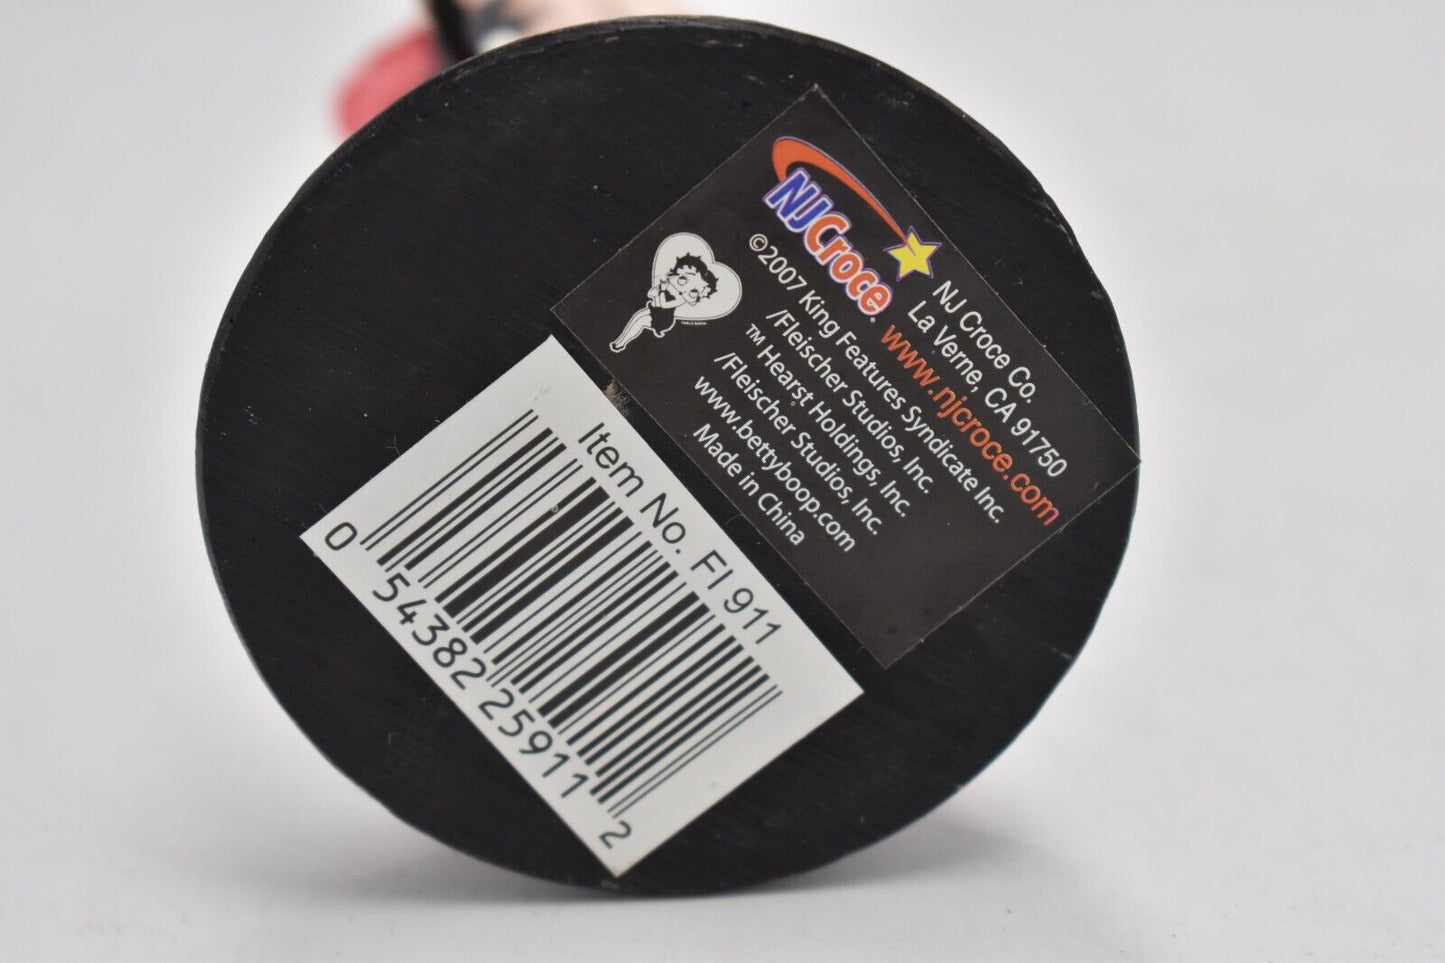 NJCroce
NJ Croce Co.
La Verne, CA 91750
www.njcroce.com
©2007 King Features Syndicate Inc.
/Fleischer Studios, Inc.
™ Hearst Holdings, Inc.
/Fleischer Studios, Inc.
www.bettyboop.com
Made in China
Item No. FI 911
0 54382 25911 2